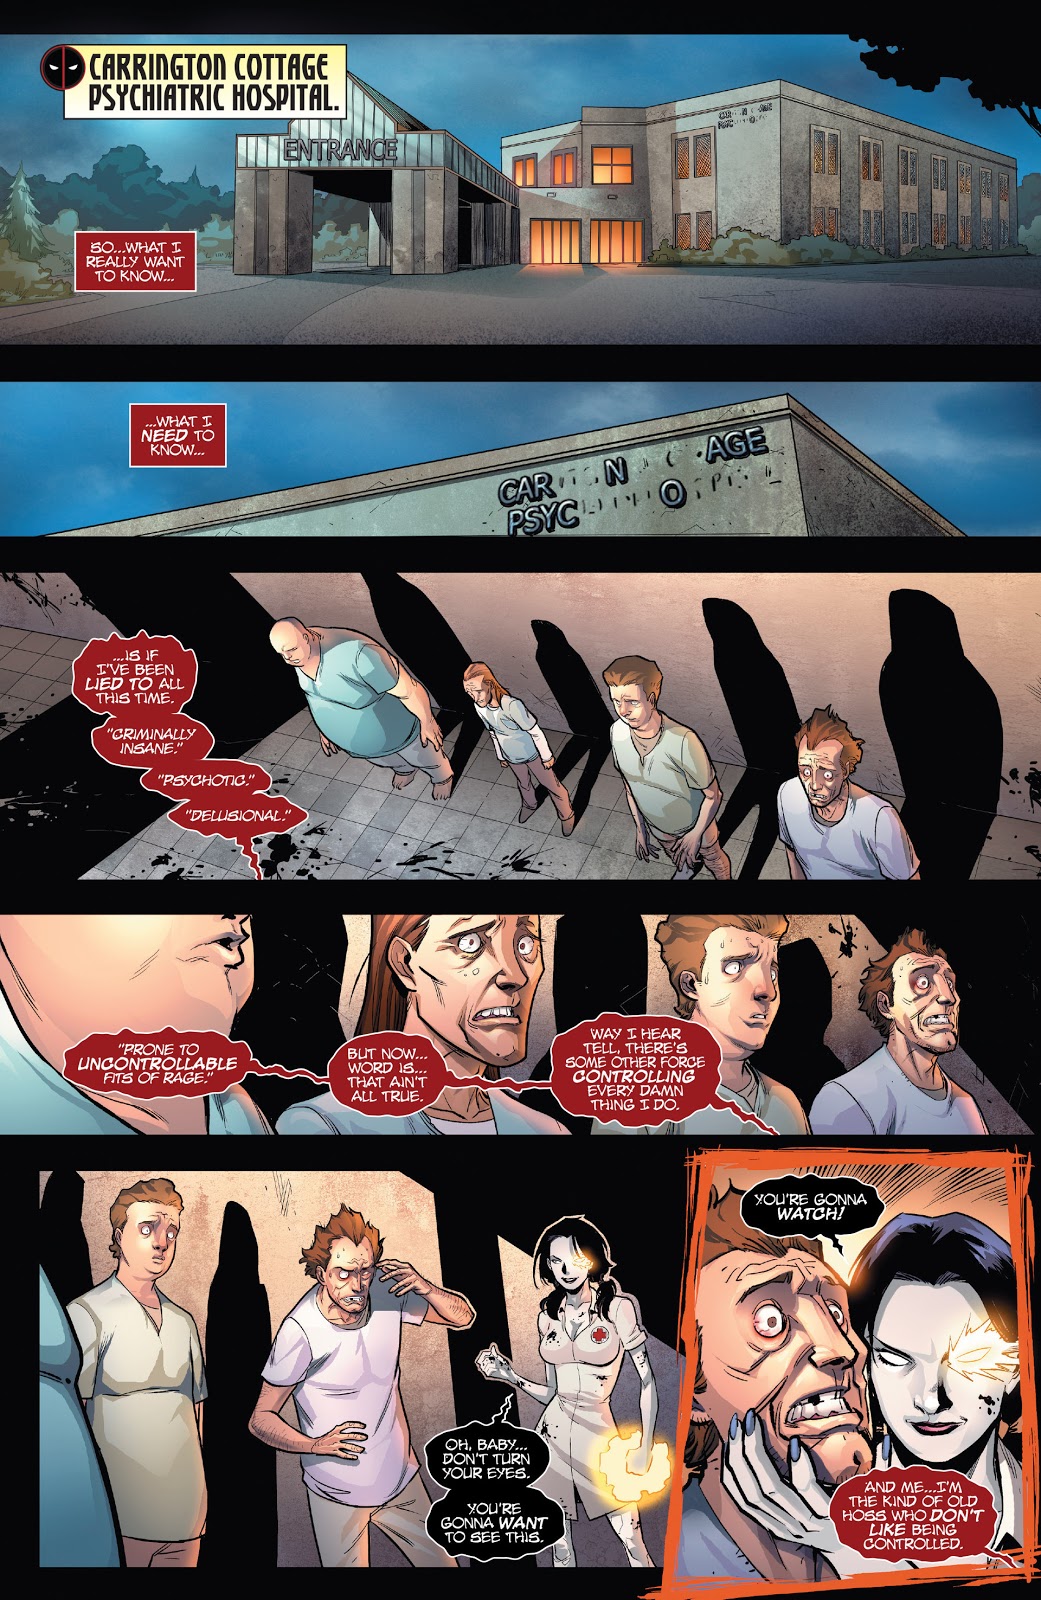 CARRINGTON COTTAGE
PSYCHIATRIC HOSPITAL.
ENTRANCE
CAR N AGE
PSYC O
SO...WHAT I
REALLY WANT
TO KNOW...
...WHAT I
NEED TO
KNOW...
CAR N AGE
PSYC O
...IS IF
I'VE BEEN
LIED TO ALL
THIS TIME.
"CRIMINALLY
INSANE."
"PSYCHOTIC."
"DELUSIONAL."
"PRONE TO
UNCONTROLLABLE
FITS OF RAGE."
BUT NOW...
WORD IS...
THAT AIN'T
ALL TRUE.
WAY I HEAR
TELL, THERE'S
SOME OTHER FORCE
CONTROLLING
EVERY DAMN
THING I DO.
OH, BABY...
DON'T TURN
YOUR EYES.
YOU'RE
GONNA WANT
TO SEE THIS.
YOU'RE GONNA
WATCH!
AND ME...I'M
THE KIND OF OLD
HOSS WHO DON'T
LIKE BEING
CONTROLLED.